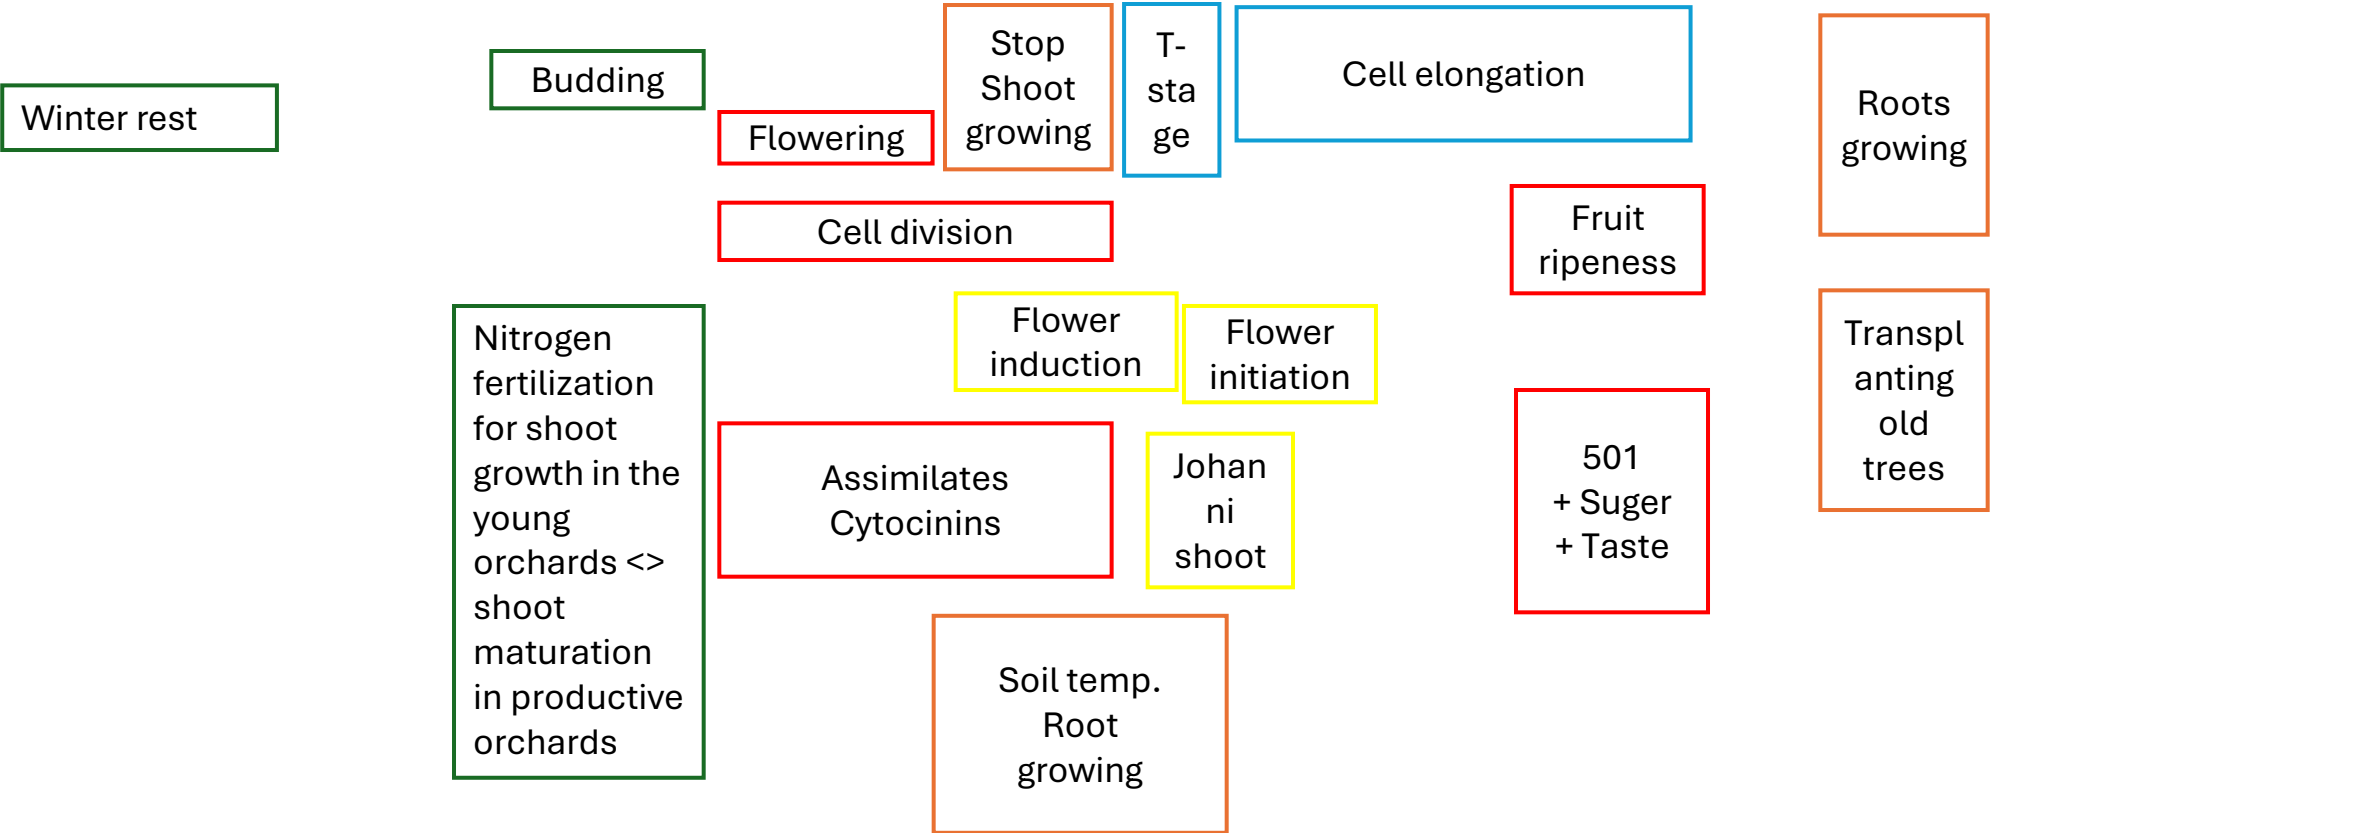 Winter rest
Budding
Flowering
Stop
Shoot
growing
T-
sta
ge
Cell elongation
Roots
growing
Cell division
Fruit
ripeness
Flower
induction
Flower
initiation
Nitrogen
fertilization
for shoot
growth in the
young
orchards <>
shoot
maturation
in productive
orchards
Assimilates
Cytocinins
Johan
ni
shoot
501
+ Suger
+ Taste
Transpl
anting
old
trees
Soil temp.
Root
growing